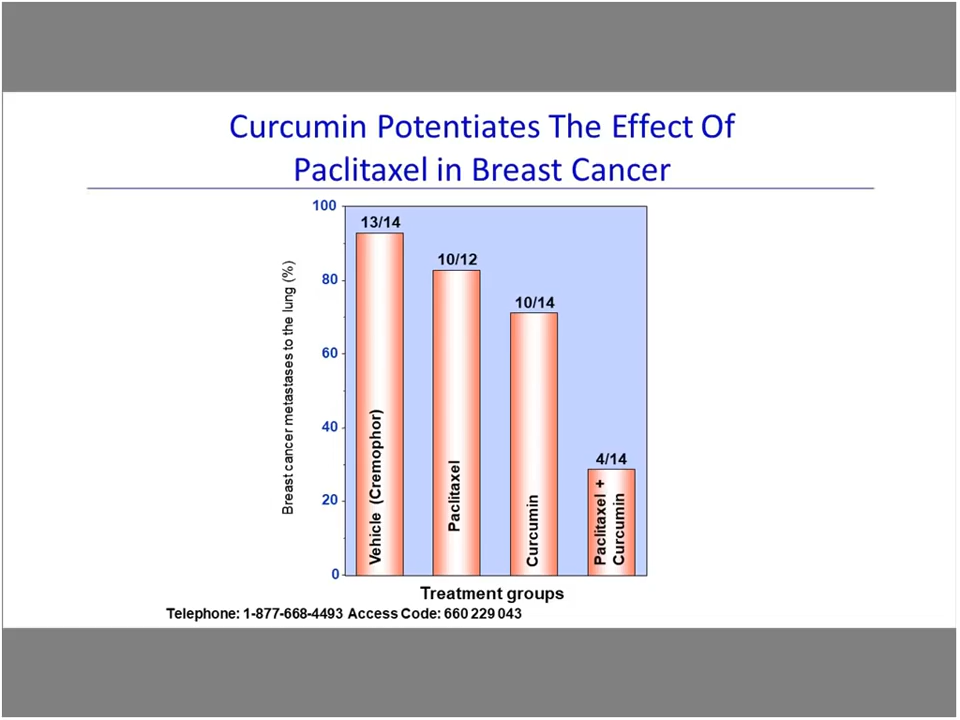 Curcumin Potentiates The Effect Of
Paclitaxel in Breast Cancer
Breast cancer metastases to the lung (%)
100
80
60
40
20
0
13/14
10/12
10/14
4/14
Vehicle (Cremophor)
Paclitaxel
Curcumin
Paclitaxel +
Curcumin
Treatment groups
Telephone: 1-877-668-4493 Access Code: 660 229 043